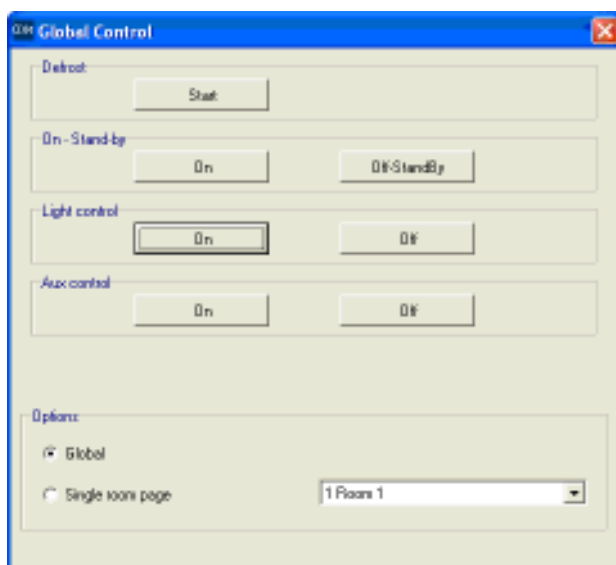 Global Control
Defrost
Start
On - Stand-by
On Off-StandBy
Light control
On Off
Aux control
On Off
Options
Global
Single room page 1 Room 1